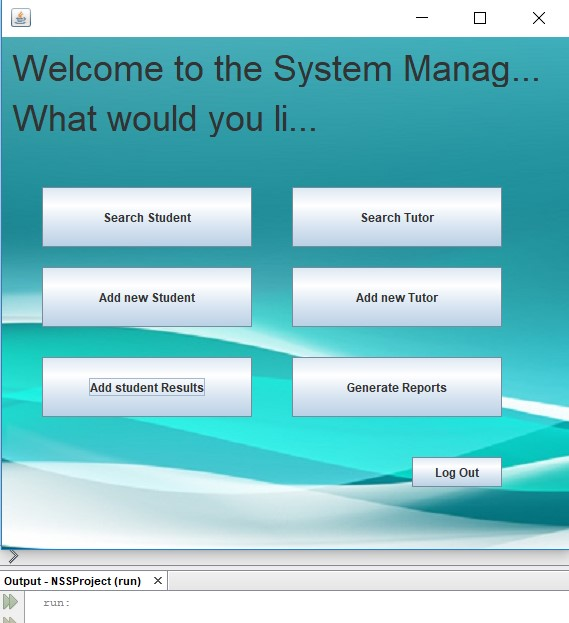 Welcome to the System Manag...
What would you li...
Search Student
Search Tutor
Add new Student
Add new Tutor
Add student Results
Generate Reports
Log Out
Output - NSSProject (run)
run: